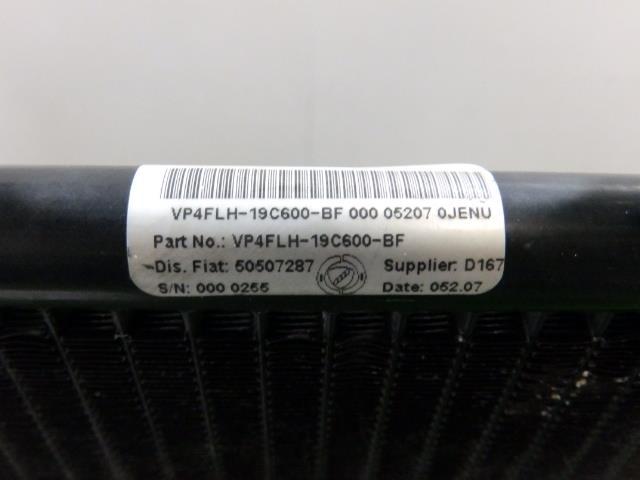 VP4FLH-19C600-BF 000 05207 0JENU
Part No.: VP4FLH-19C600-BF
Dis. Fiat: 50507287 Supplier: D167
S/N: 000 0255 Date: 052.07